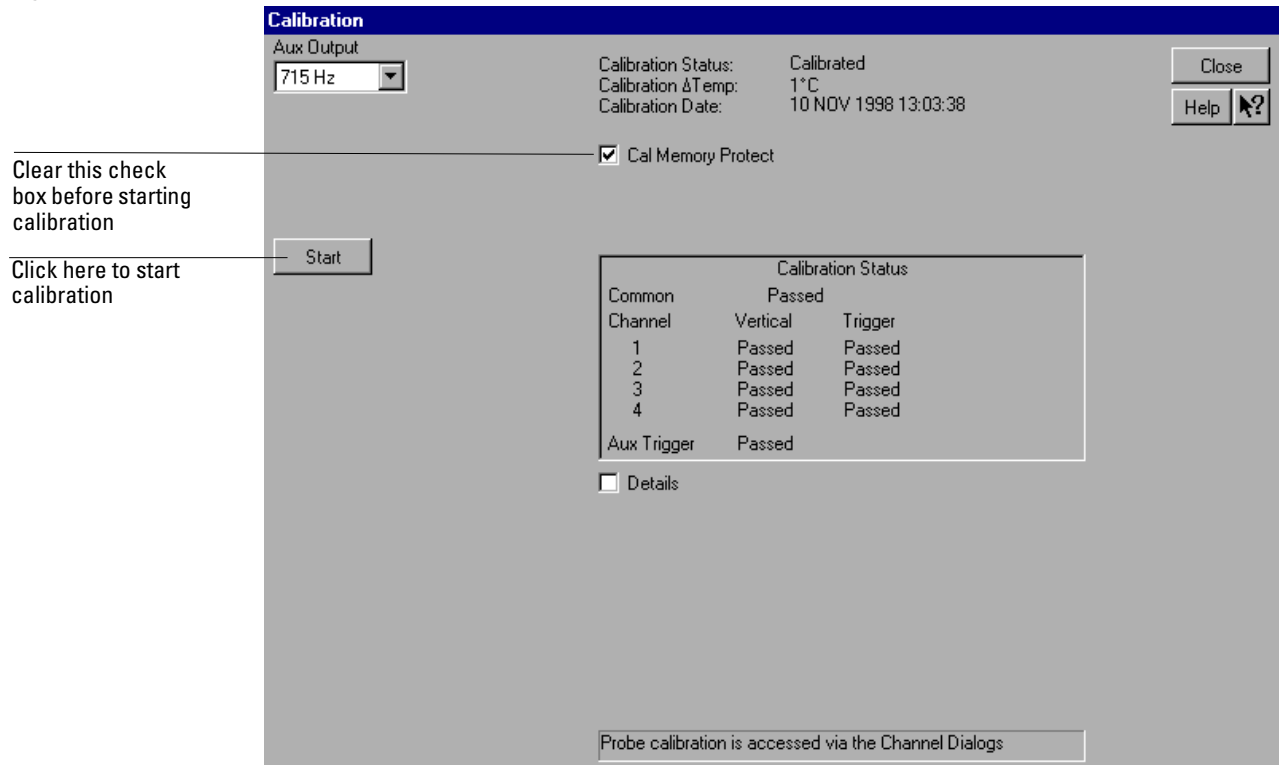 Calibration
Aux Output
715 Hz
Calibration Status: Calibrated
Calibration ΔTemp: 1°C
Calibration Date: 10 NOV 1998 13:03:38
Close
Help
?
Clear this check
box before starting
calibration
Cal Memory Protect
Click here to start
calibration
Start
Calibration Status
Common Passed
Channel Vertical Trigger
1 Passed Passed
2 Passed Passed
3 Passed Passed
4 Passed Passed
Aux Trigger Passed
Details
Probe calibration is accessed via the Channel Dialogs